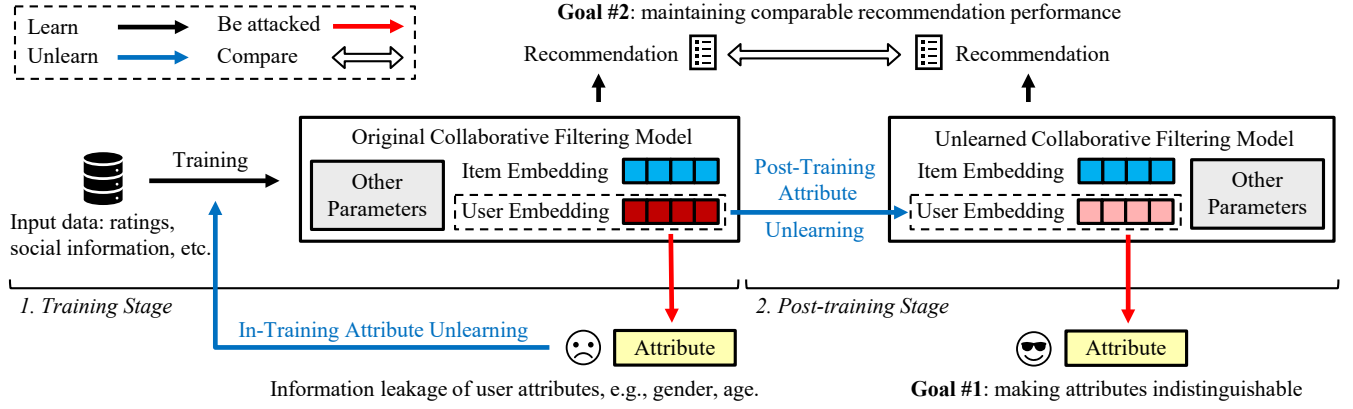 Goal #2: maintaining comparable recommendation performance
Learn
Be attacked
Unlearn
Compare
Recommendation
Recommendation
Original Collaborative Filtering Model
Unlearned Collaborative Filtering Model
Training
Other
Parameters
Item Embedding
User Embedding
Post-Training
Attribute
Unlearning
Item Embedding
User Embedding
Other
Parameters
Input data: ratings,
social information, etc.
1. Training Stage
2. Post-training Stage
In-Training Attribute Unlearning
Attribute
Attribute
Information leakage of user attributes, e.g., gender, age.
Goal #1: making attributes indistinguishable